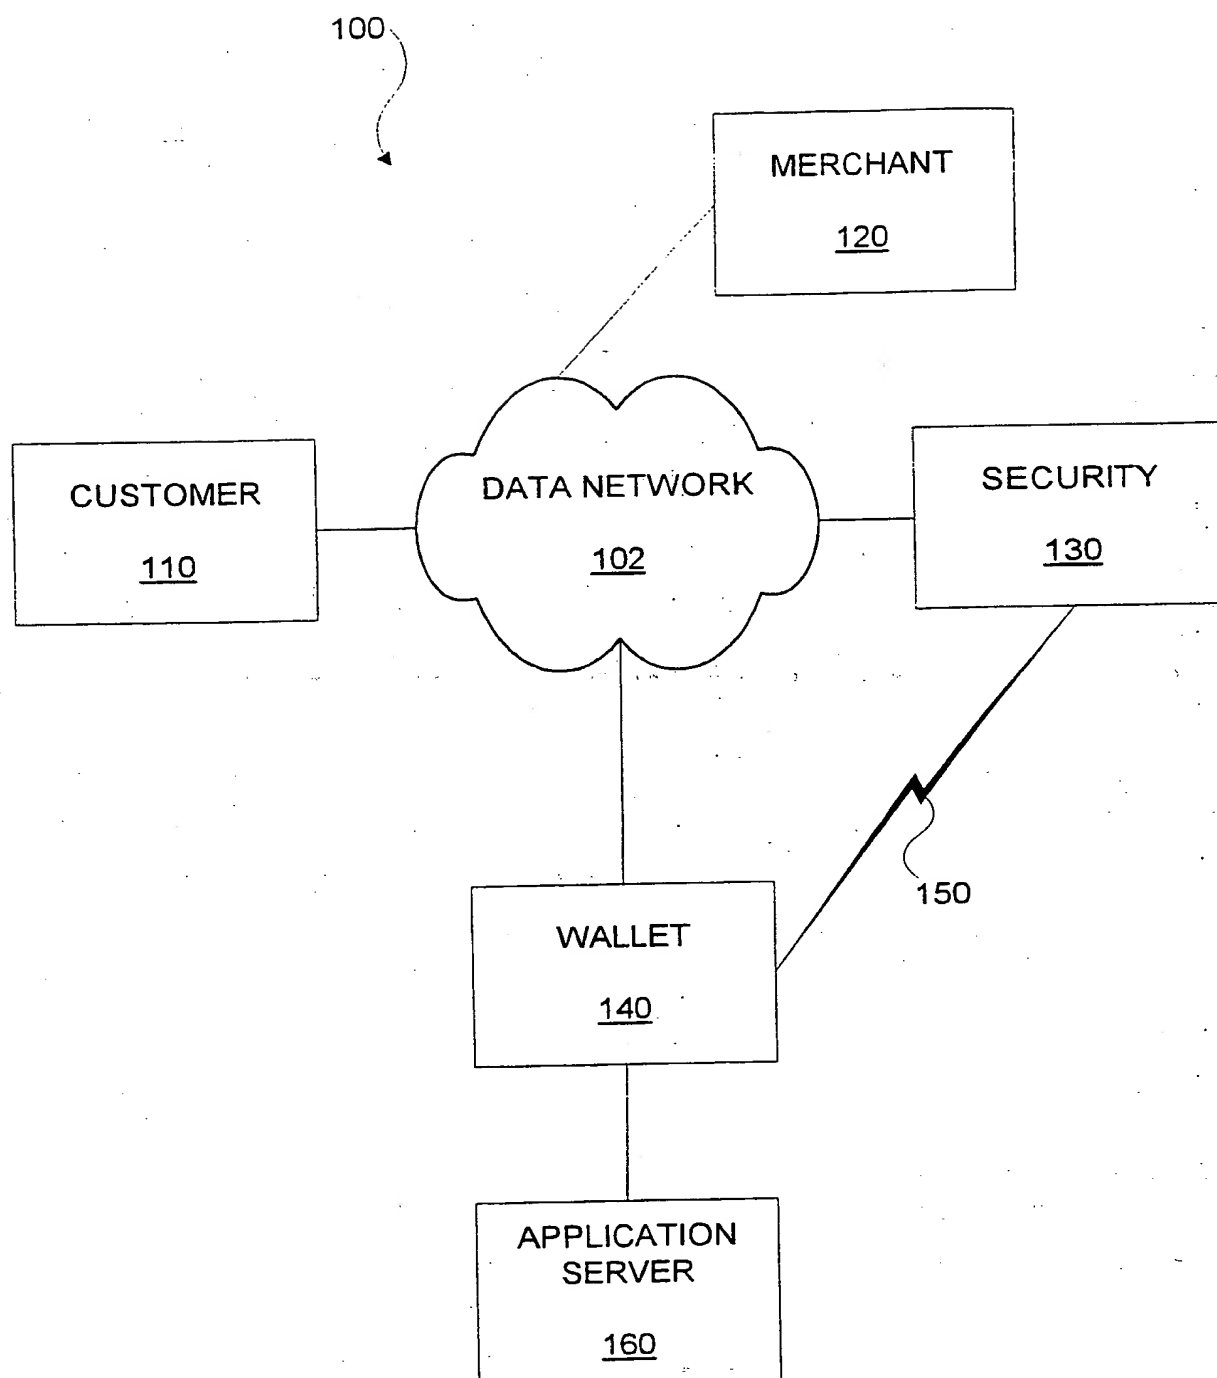 100
MERCHANT
120
CUSTOMER
110
DATA NETWORK
102
SECURITY
130
150
WALLET
140
APPLICATION
SERVER
160